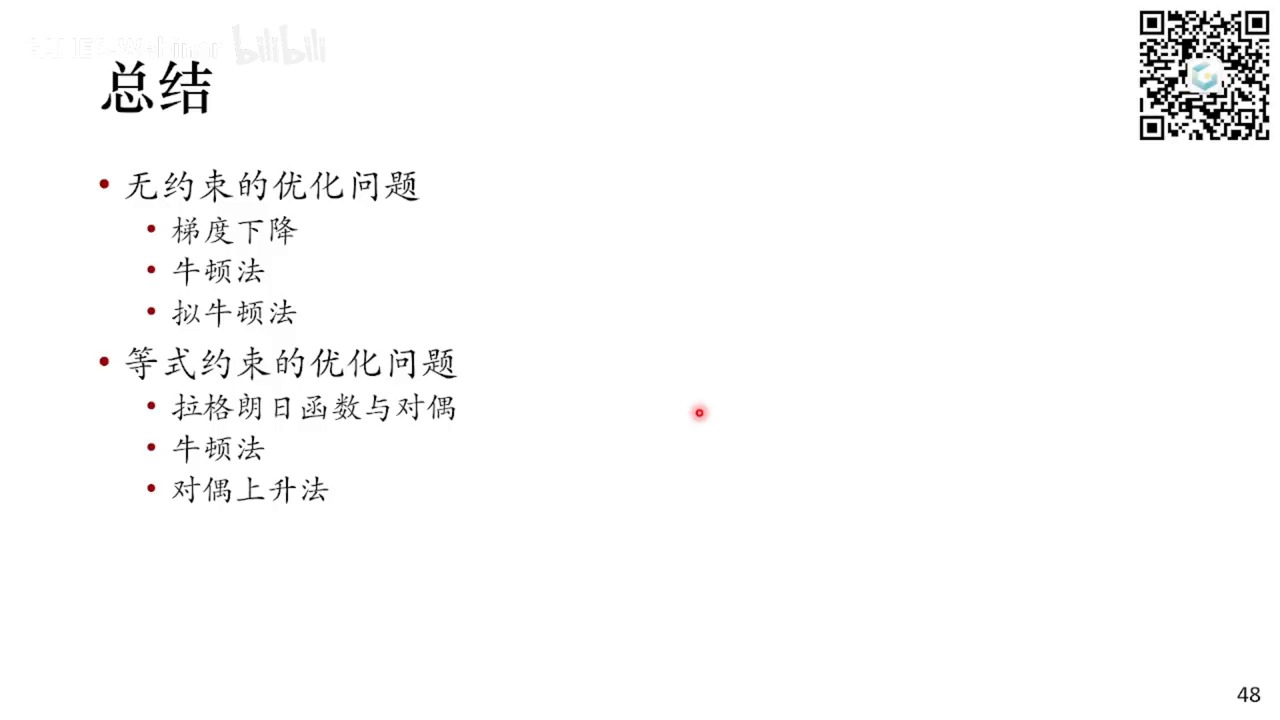 bilibili
总结
• 无约束的优化问题
• 梯度下降
• 牛顿法
• 拟牛顿法
• 等式约束的优化问题
• 拉格朗日函数与对偶
• 牛顿法
• 对偶上升法
48